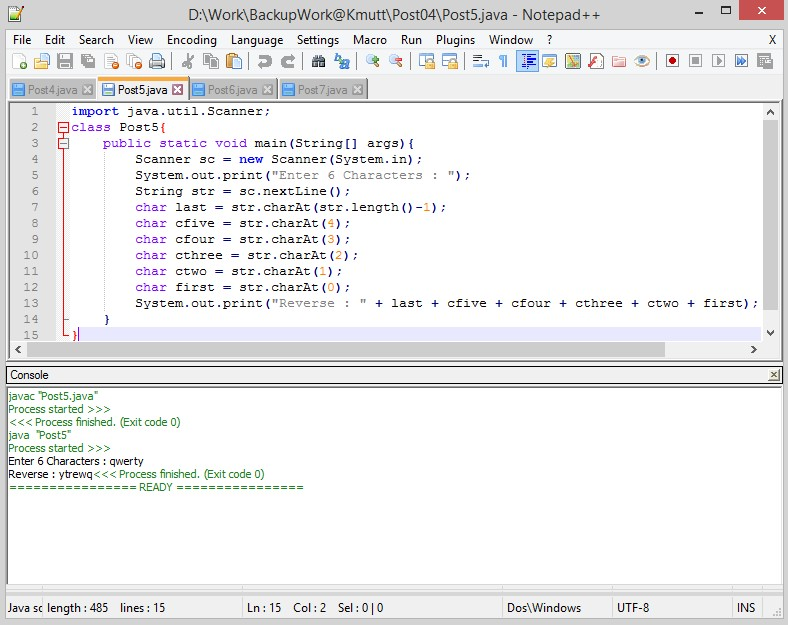 D:\Work\BackupWork@Kmutt\Post04\Post5.java - Notepad++
File Edit Search View Encoding Language Settings Macro Run Plugins Window ? X
Post4.java Post5.java Post6.java Post7.java
1 import java.util.Scanner;
2 class Post5{
3 public static void main(String[] args){
4 Scanner sc = new Scanner(System.in);
5 System.out.print("Enter 6 Characters : ");
6 String str = sc.nextLine();
7 char last = str.charAt(str.length()-1);
8 char cfive = str.charAt(4);
9 char cfour = str.charAt(3);
10 char cthree = str.charAt(2);
11 char ctwo = str.charAt(1);
12 char first = str.charAt(0);
13 System.out.print("Reverse : " + last + cfive + cfour + cthree + ctwo + first);
14 }
15 }
Console
javac "Post5.java"
Process started >>>
<<< Process finished. (Exit code 0)
java "Post5"
Process started >>>
Enter 6 Characters : qwerty
Reverse : ytrewq<<< Process finished. (Exit code 0)
================ READY ================
Java sc length : 485 lines : 15 Ln : 15 Col : 2 Sel : 0 | 0 Dos\Windows UTF-8 INS